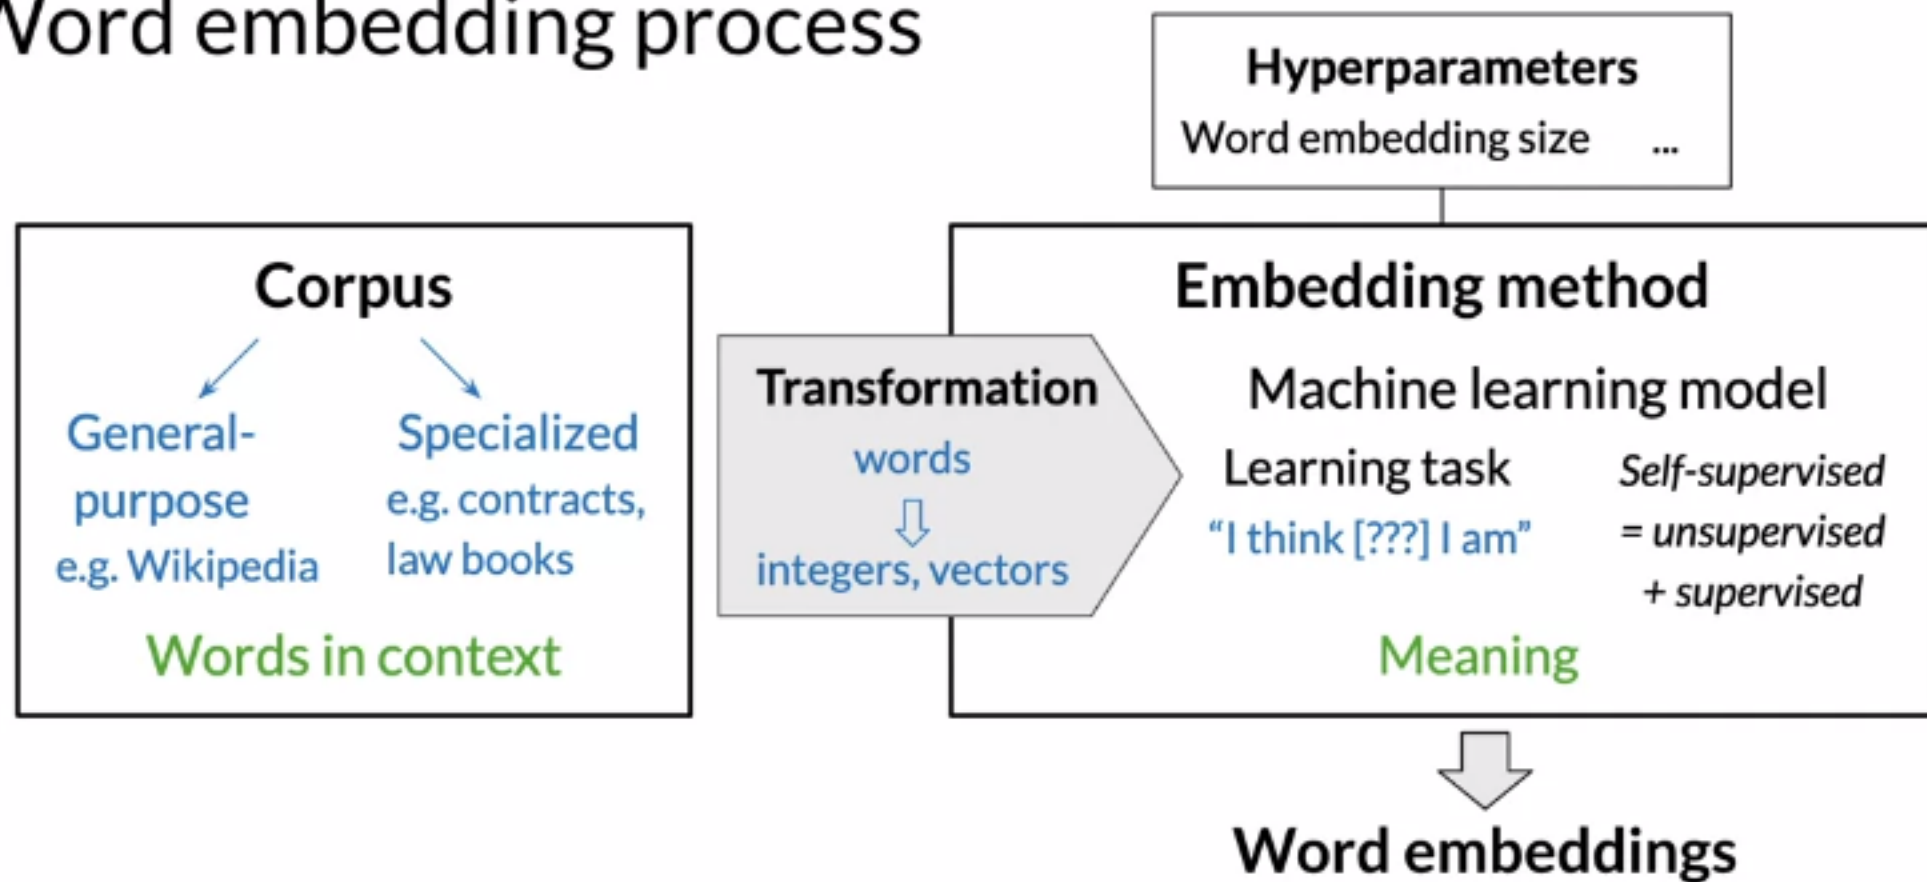 Word embedding process
Hyperparameters
Word embedding size ...
Corpus
General-
purpose
e.g. Wikipedia
Specialized
e.g. contracts,
law books
Words in context
Transformation
words
integers, vectors
Embedding method
Machine learning model
Learning task
“I think [???] I am”
Self-supervised
= unsupervised
+ supervised
Meaning
Word embeddings